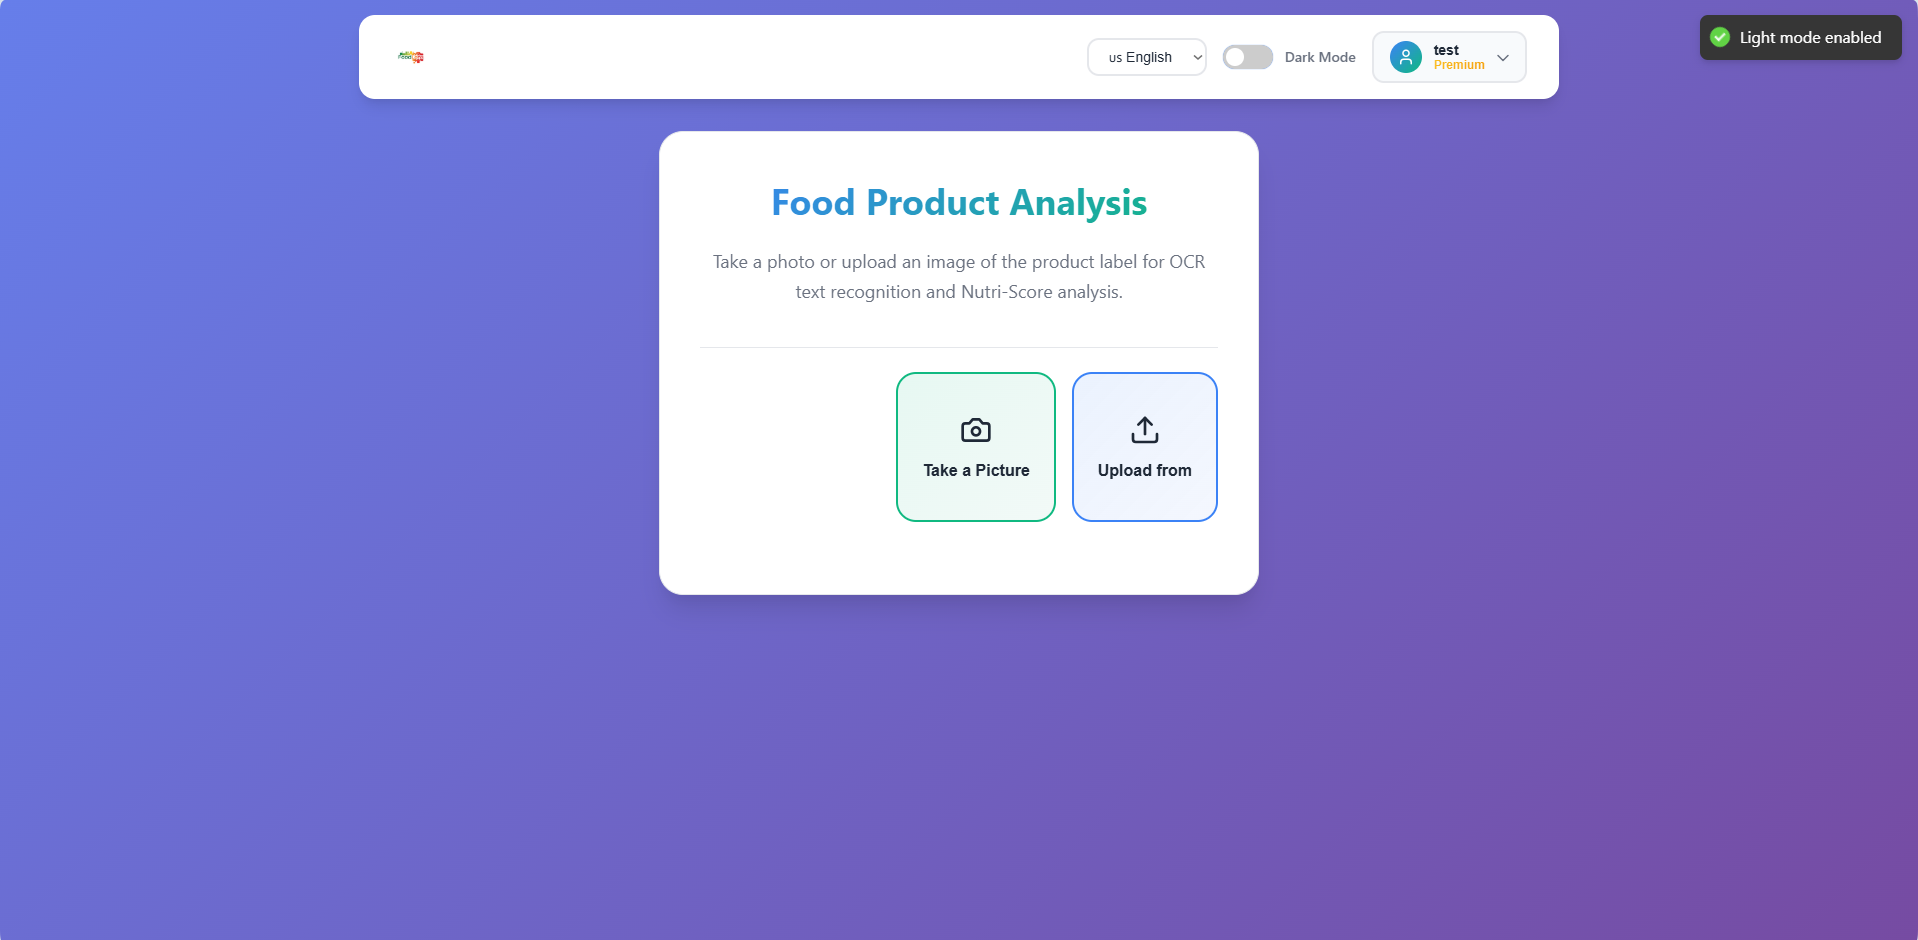 us English
Dark Mode
test
Premium
Light mode enabled
Food Product Analysis
Take a photo or upload an image of the product label for OCR
text recognition and Nutri-Score analysis.
Take a Picture
Upload from